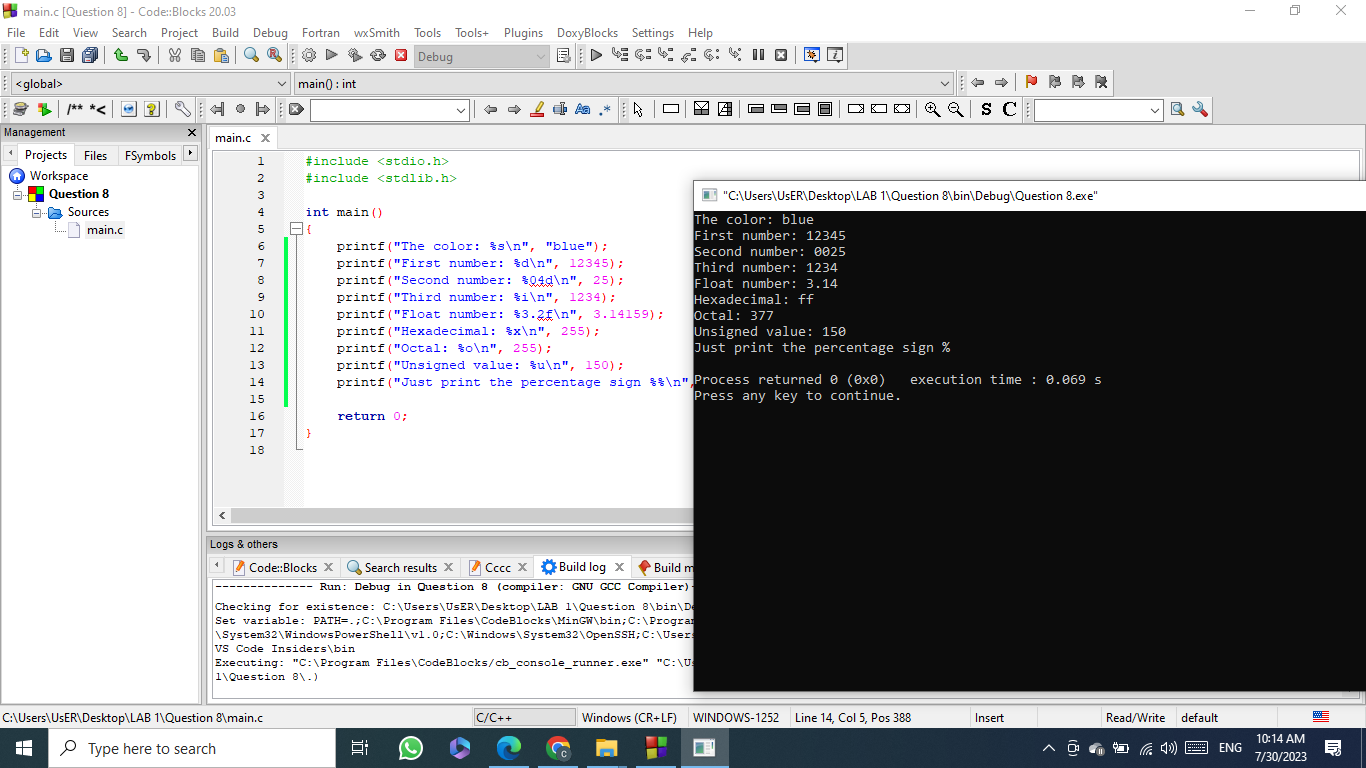 main.c [Question 8] - Code::Blocks 20.03
File Edit View Search Project Build Debug Fortran wxSmith Tools Tools+ Plugins DoxyBlocks Settings Help
Debug
<global> main() : int
/** *< Aa .* S C
Management
Projects Files FSymbols
Workspace
Question 8
Sources
main.c
main.c
1 #include <stdio.h>
2 #include <stdlib.h>
3
4 int main()
5 {
6 printf("The color: %s\n", "blue");
7 printf("First number: %d\n", 12345);
8 printf("Second number: %04d\n", 25);
9 printf("Third number: %i\n", 1234);
10 printf("Float number: %3.2f\n", 3.14159);
11 printf("Hexadecimal: %x\n", 255);
12 printf("Octal: %o\n", 255);
13 printf("Unsigned value: %u\n", 150);
14 printf("Just print the percentage sign %%\n",
15
16 return 0;
17 }
18
"C:\Users\UsER\Desktop\LAB 1\Question 8\bin\Debug\Question 8.exe"
The color: blue
First number: 12345
Second number: 0025
Third number: 1234
Float number: 3.14
Hexadecimal: ff
Octal: 377
Unsigned value: 150
Just print the percentage sign %
Process returned 0 (0x0) execution time : 0.069 s
Press any key to continue.
Logs & others
Code::Blocks Search results Cccc Build log Build m
-------------- Run: Debug in Question 8 (compiler: GNU GCC Compiler)-
Checking for existence: C:\Users\UsER\Desktop\LAB 1\Question 8\bin\De
Set variable: PATH=.;C:\Program Files\CodeBlocks\MinGW\bin;C:\Program
\System32\WindowsPowerShell\v1.0;C:\Windows\System32\OpenSSH;C:\Users
VS Code Insiders\bin
Executing: "C:\Program Files\CodeBlocks/cb_console_runner.exe" "C:\Us
1\Question 8\.)
C:\Users\UsER\Desktop\LAB 1\Question 8\main.c C/C++ Windows (CR+LF) WINDOWS-1252 Line 14, Col 5, Pos 388 Insert Read/Write default
Type here to search
ENG
10:14 AM
7/30/2023